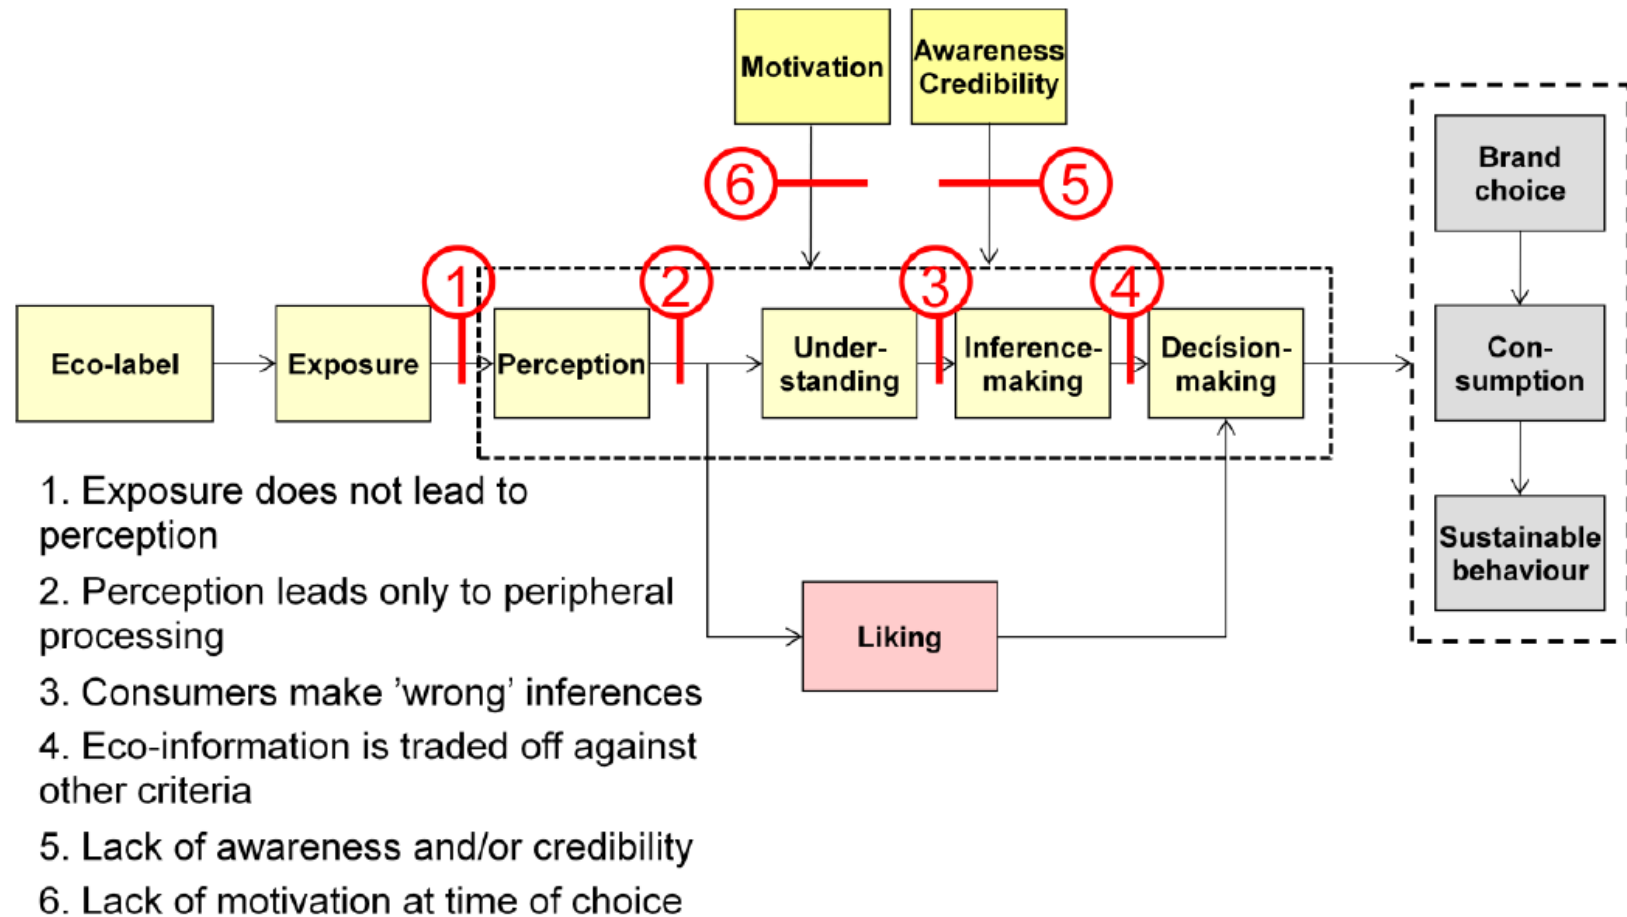 Motivation
Awareness
Credibility
6
5
Brand
choice
1
2
3
4
Eco-label
Exposure
Perception
Under-
standing
Inference-
making
Decísion-
making
Con-
sumption
Sustainable
behaviour
Liking
1. Exposure does not lead to
perception
2. Perception leads only to peripheral
processing
3. Consumers make ’wrong’ inferences
4. Eco-information is traded off against
other criteria
5. Lack of awareness and/or credibility
6. Lack of motivation at time of choice